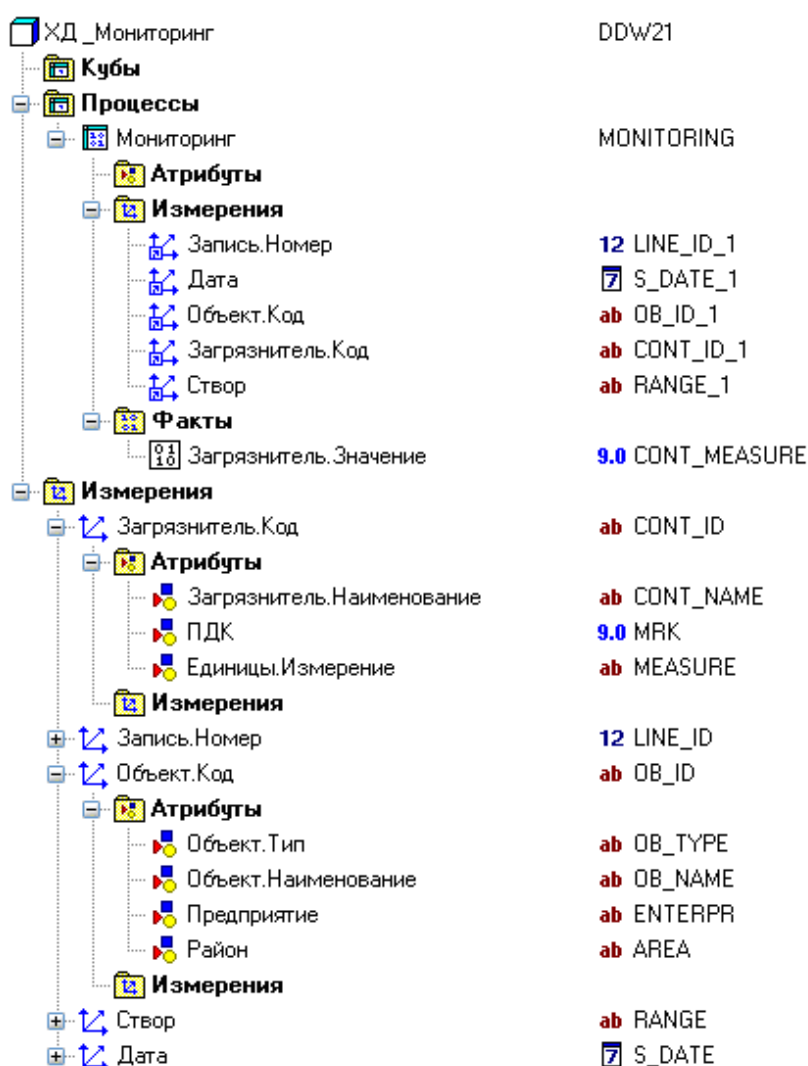 ХД_Мониторинг DDW21
Кубы
Процессы
Мониторинг MONITORING
Атрибуты
Измерения
Запись.Номер 12 LINE_ID_1
Дата 7 S_DATE_1
Объект.Код ab OB_ID_1
Загрязнитель.Код ab CONT_ID_1
Створ ab RANGE_1
Факты
Загрязнитель.Значение 9.0 CONT_MEASURE
Измерения
Загрязнитель.Код ab CONT_ID
Атрибуты
Загрязнитель.Наименование ab CONT_NAME
ПДК 9.0 MRK
Единицы.Измерение ab MEASURE
Измерения
Запись.Номер 12 LINE_ID
Объект.Код ab OB_ID
Атрибуты
Объект.Тип ab OB_TYPE
Объект.Наименование ab OB_NAME
Предприятие ab ENTERPR
Район ab AREA
Измерения
Створ ab RANGE
Дата 7 S_DATE